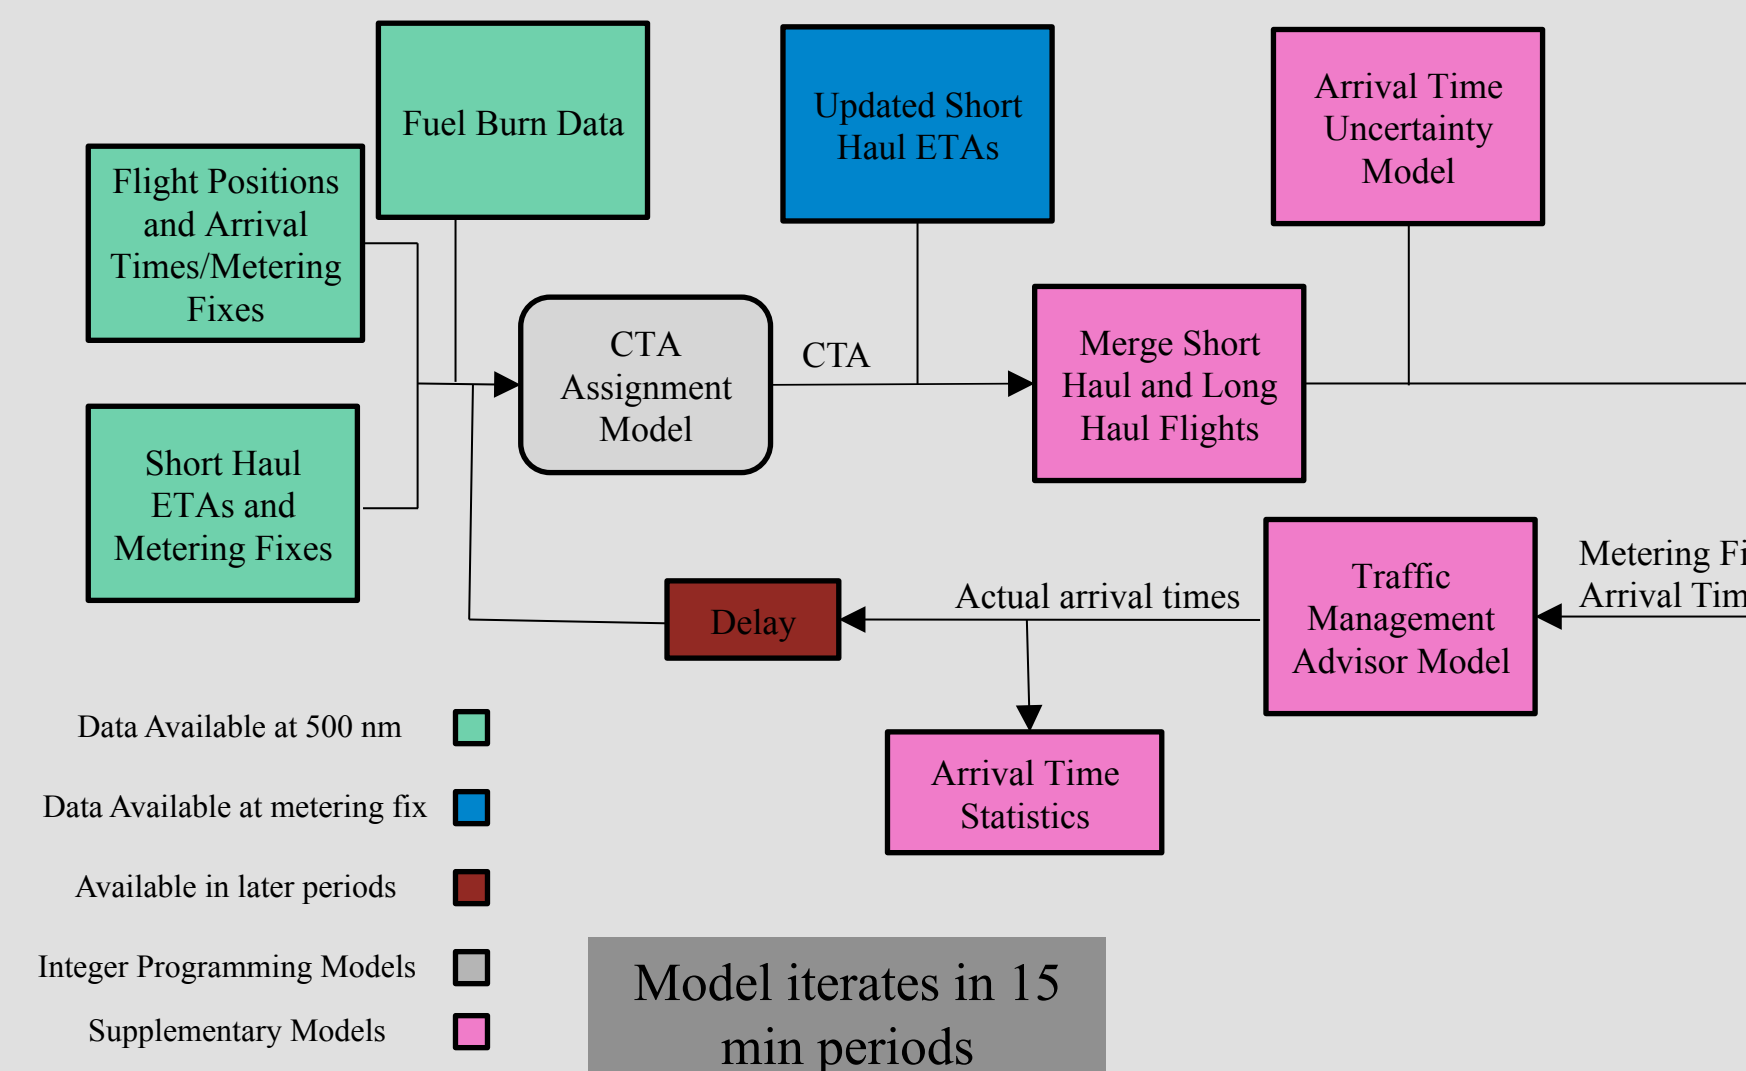 Fuel Burn Data
Updated Short
Haul ETAs
Arrival Time
Uncertainty
Model
Flight Positions
and Arrival
Times/Metering
Fixes
CTA
Assignment
Model
CTA
Merge Short
Haul and Long
Haul Flights
Short Haul
ETAs and
Metering Fixes
Delay
Actual arrival times
Traffic
Management
Advisor Model
Metering
Arrival
Arrival Time
Statistics
Data Available at 500 nm
Data Available at metering fix
Available in later periods
Integer Programming Models
Supplementary Models
Model iterates in 15
min periods